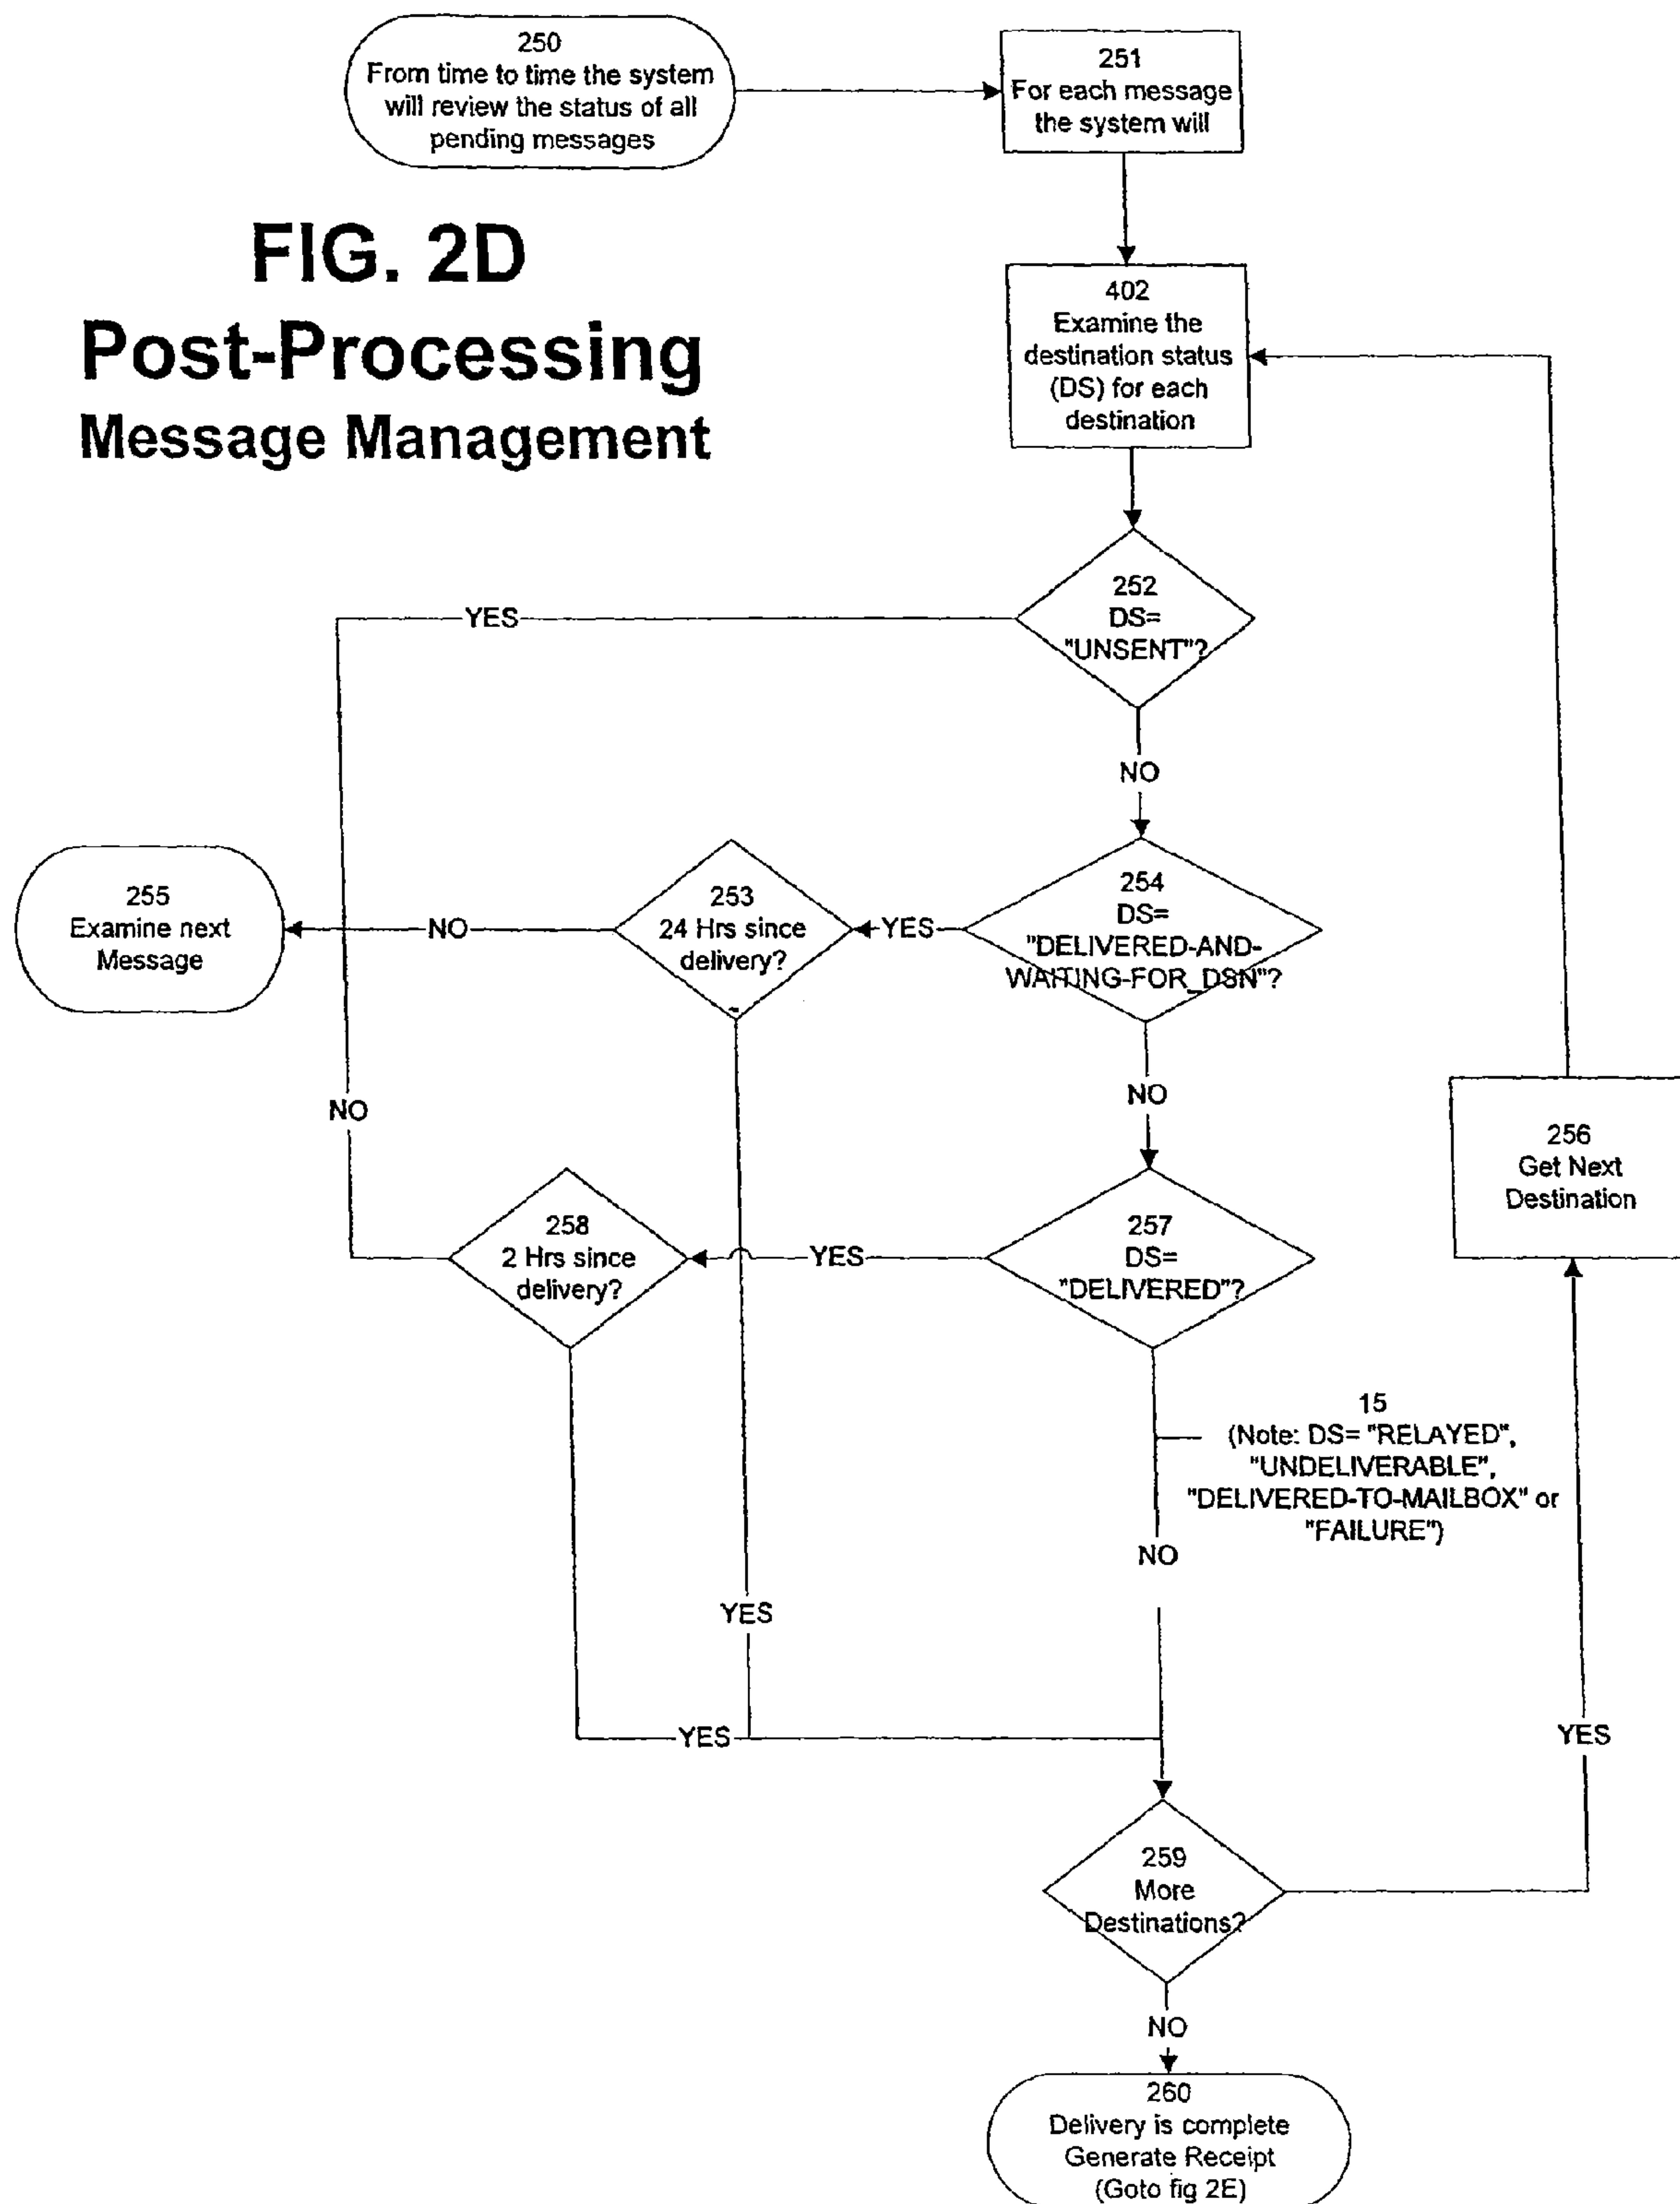 250
From time to time the system
will review the status of all
pending messages
251
For each message
the system will
FIG. 2D
Post-Processing
Message Management
402
Examine the
destination status
(DS) for each
destination
252
DS=
"UNSENT"?
YES
NO
255
Examine next
Message
NO
253
24 Hrs since
delivery?
YES
254
DS=
"DELIVERED-AND-
WAITING-FOR_DSN"?
NO
NO
256
Get Next
Destination
258
2 Hrs since
delivery?
YES
257
DS=
"DELIVERED"?
15
(Note: DS= "RELAYED",
"UNDELIVERABLE",
"DELIVERED-TO-MAILBOX" or
"FAILURE")
NO
YES
YES
YES
259
More
Destinations?
NO
260
Delivery is complete
Generate Receipt
(Goto fig 2E)